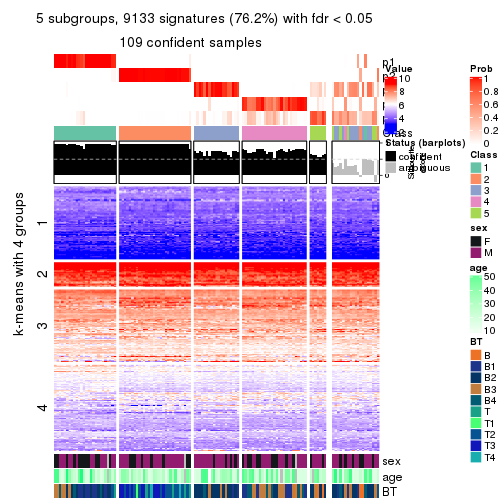 5 subgroups, 9133 signatures (76.2%) with fdr < 0.05
109 confident samples
p1
Class
k-means with 4 groups
1
2
3
4
sex
age
BT
Value
10
8
6
4
Status (barplots)
confident
ambiguous
Prob
1
0.8
0.6
0.4
0.2
0
Class
1
2
3
4
5
sex
F
M
age
50
40
30
20
10
BT
B
B1
B2
B3
B4
T
T1
T2
T3
T4